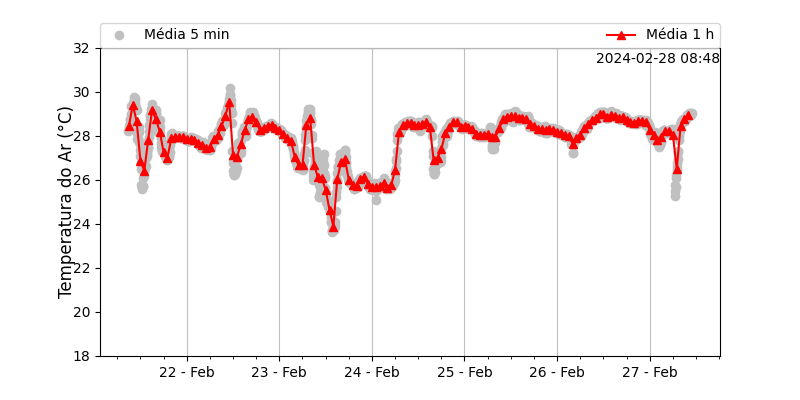 Média 5 min
Média 1 h
2024-02-28 08:48
Temperatura do Ar (°C)
32
30
28
26
24
22
20
18
22 - Feb
23 - Feb
24 - Feb
25 - Feb
26 - Feb
27 - Feb